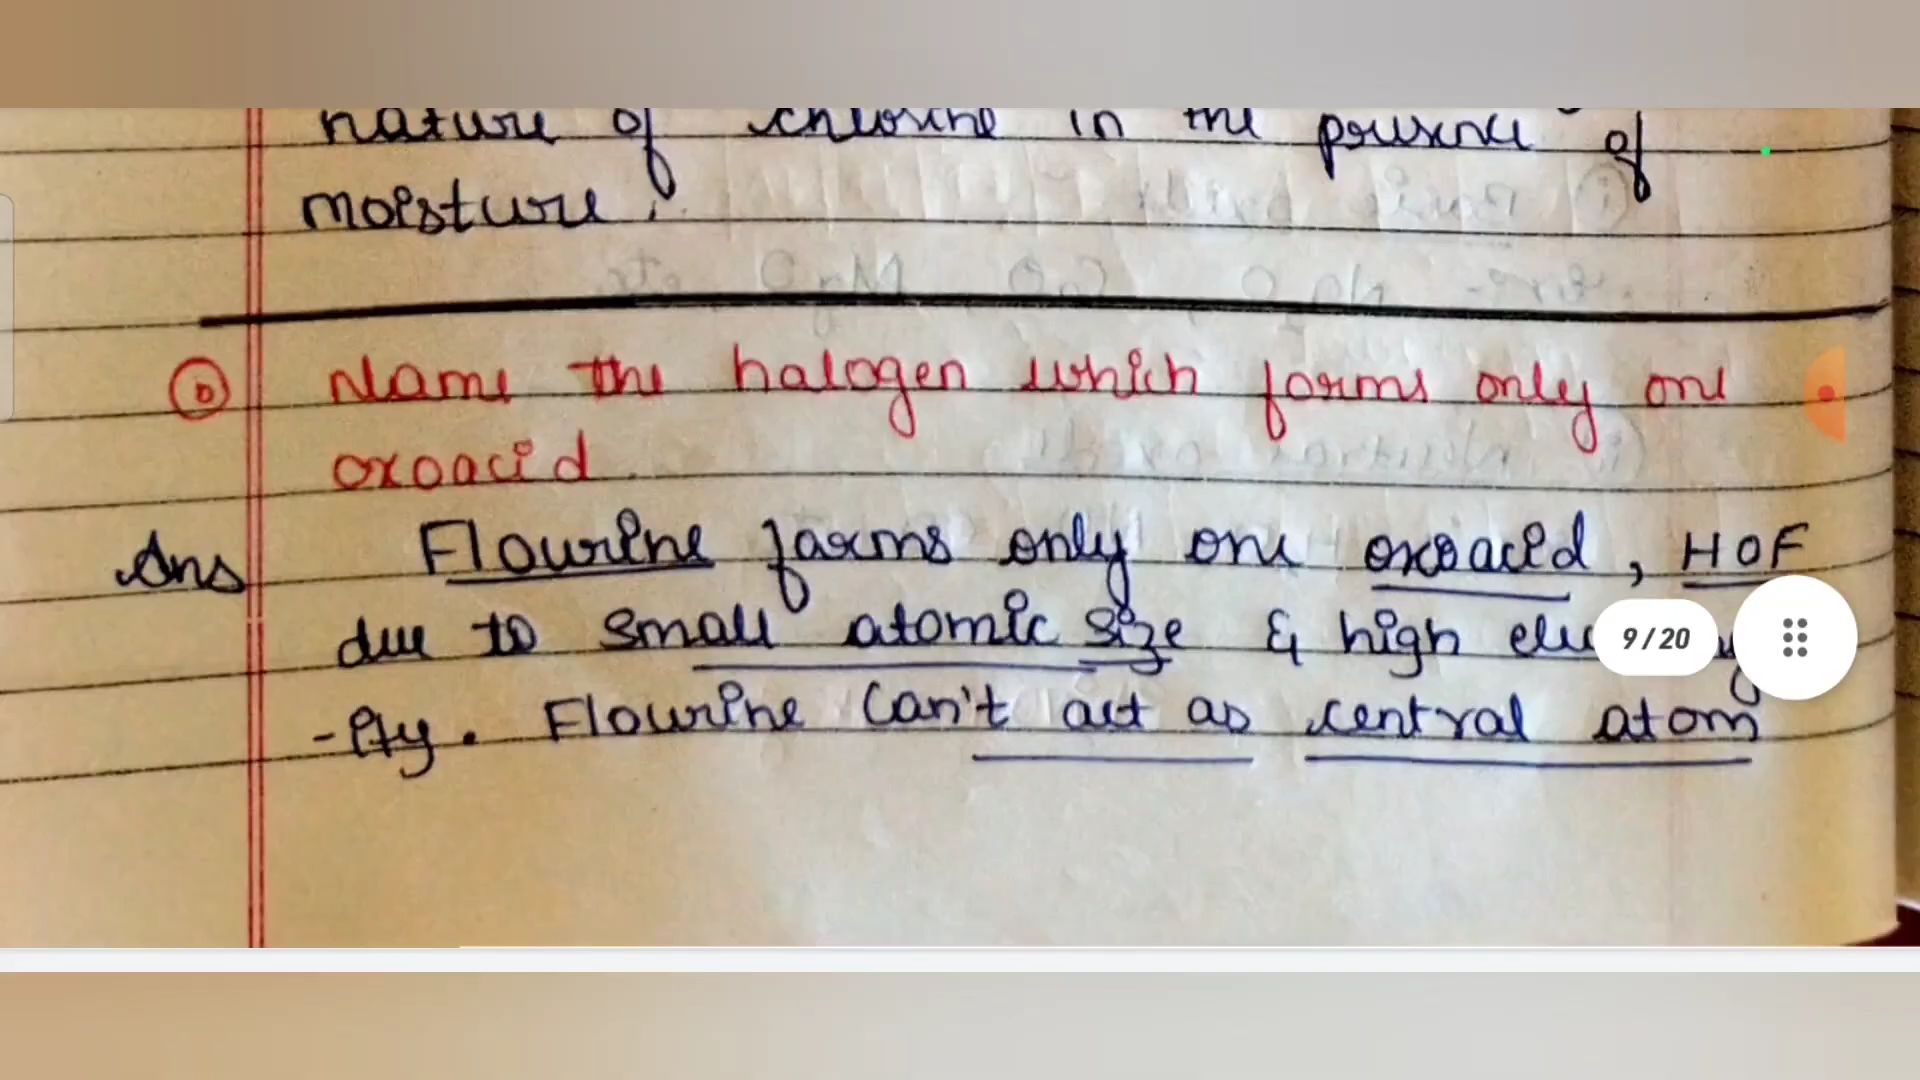 nature of chlorine in the presence of
moisture.
Name the halogen which forms only one
oxoacid.
Ans Flourine forms only one oxoacid, HOF
due to small atomic size & high
9/20
-ity. Flourine can't act as central atom